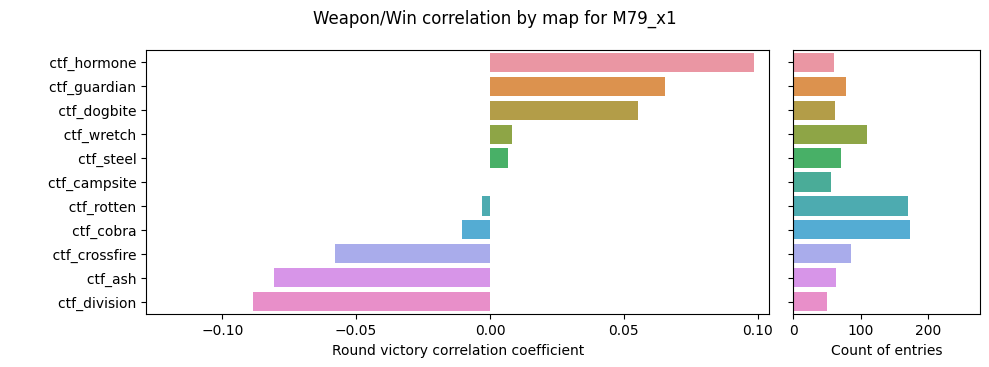 Weapon/Win correlation by map for M79_x1
ctf_hormone
ctf_guardian
ctf_dogbite
ctf_wretch
ctf_steel
ctf_campsite
ctf_rotten
ctf_cobra
ctf_crossfire
ctf_ash
ctf_division
−0.10 −0.05 0.00 0.05 0.10
Round victory correlation coefficient
0 100 200
Count of entries